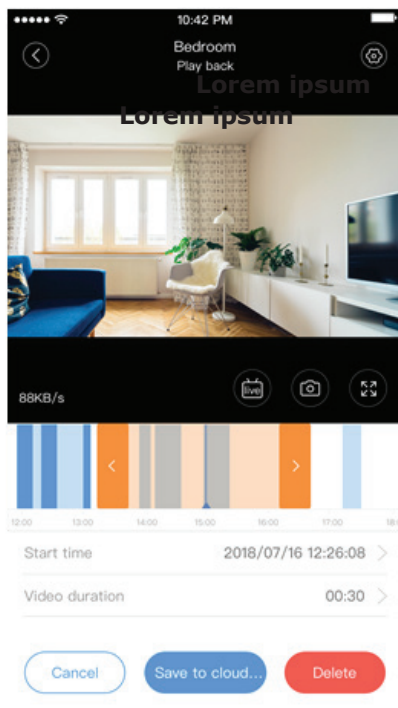 10:42 PM
Bedroom
Play back
Lorem ipsum
Lorem ipsum
live
88KB/s
12:00 13:00 14:00 15:00 16:00 17:00 18:
Start time 2018/07/16 12:26:08
Video duration 00:30
Cancel Save to cloud... Delete